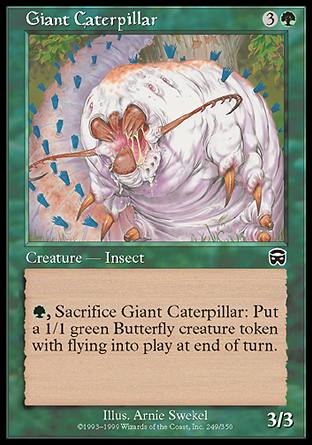 Giant Caterpillar 3
Creature — Insect
, Sacrifice Giant Caterpillar: Put
a 1/1 green Butterfly creature token
with flying into play at end of turn.
Illus. Arnie Swekel
©1993–1999 Wizards of the Coast, Inc. 249/350
3/3